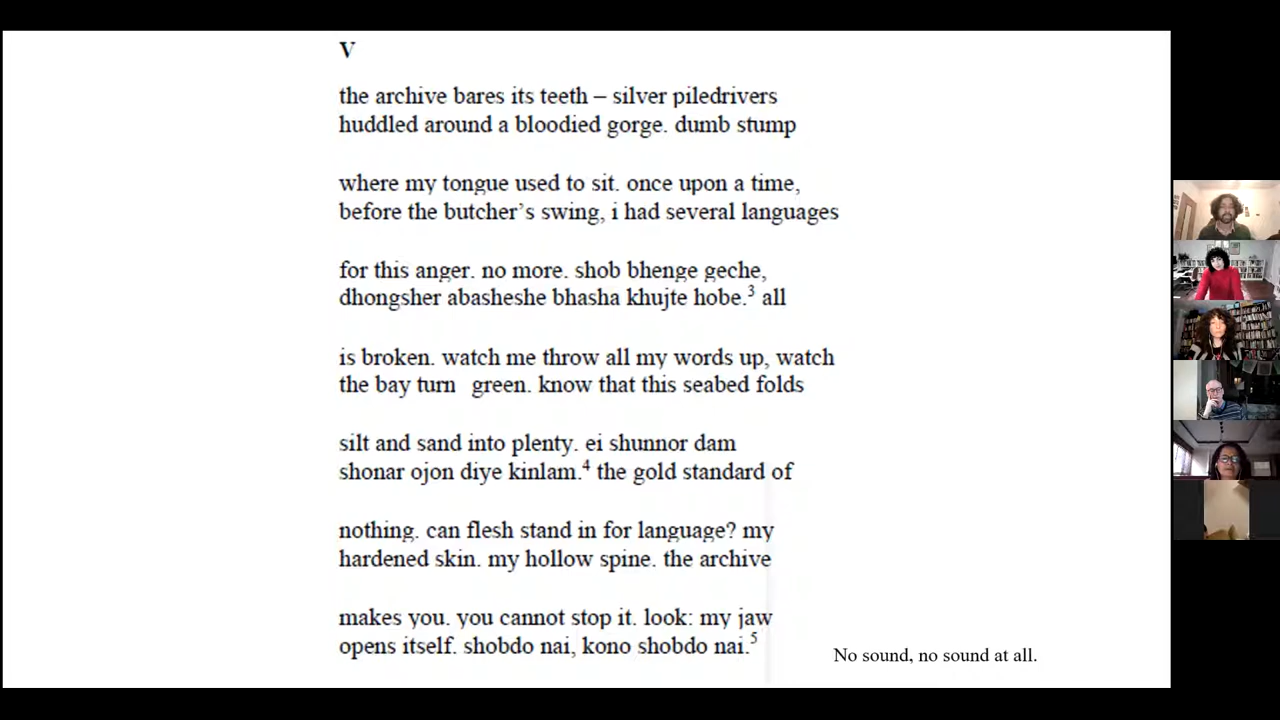 V
the archive bares its teeth – silver piledrivers
huddled around a bloodied gorge. dumb stump
where my tongue used to sit. once upon a time,
before the butcher’s swing, i had several languages
for this anger. no more. shob bhenge geche,
dhongsher abasheshe bhasha khujte hobe.³ all
is broken. watch me throw all my words up, watch
the bay turn green. know that this seabed folds
silt and sand into plenty. ei shunnor dam
shonar ojon diye kinlam.⁴ the gold standard of
nothing. can flesh stand in for language? my
hardened skin. my hollow spine. the archive
makes you. you cannot stop it. look: my jaw
opens itself. shobdo nai, kono shobdo nai.⁵
No sound, no sound at all.